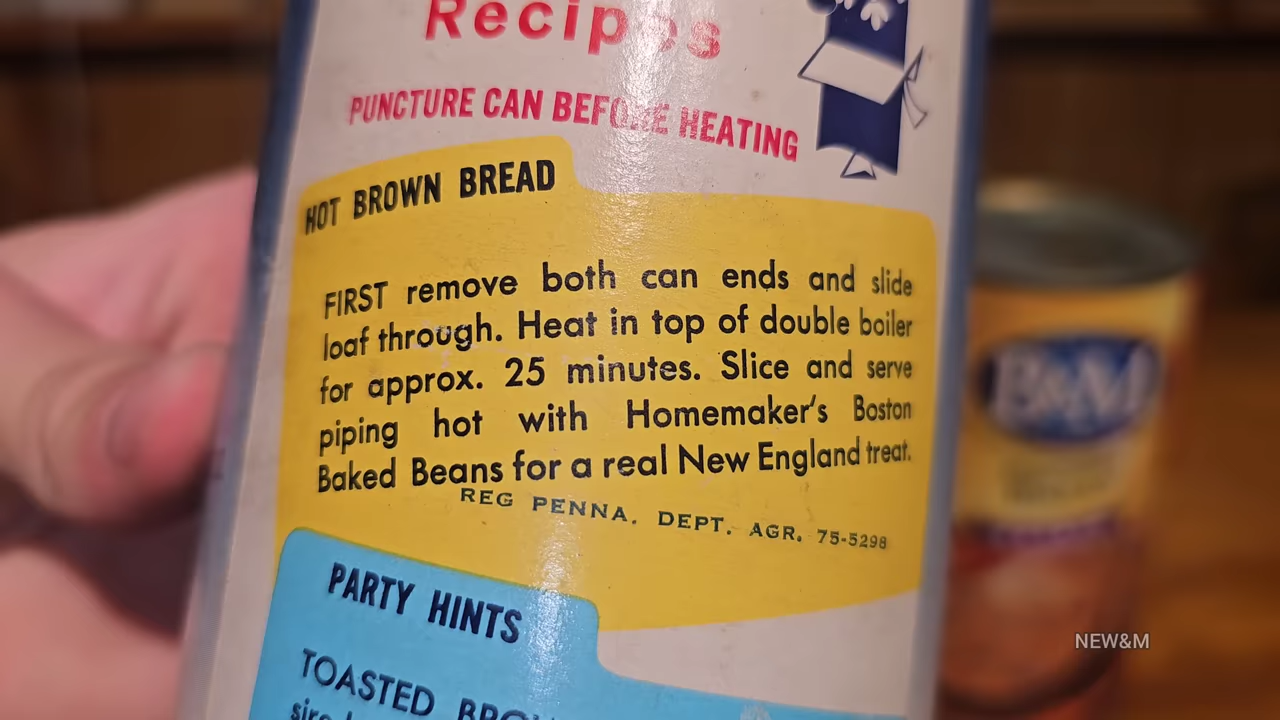 Recipes
PUNCTURE CAN BEFORE HEATING
HOT BROWN BREAD
FIRST remove both can ends and slide
loaf through. Heat in top of double boiler
for approx. 25 minutes. Slice and serve
piping hot with Homemaker's Boston
Baked Beans for a real New England treat.
REG PENNA. DEPT. AGR. 75-5298
PARTY HINTS
TOASTED
B&M
NEW&M